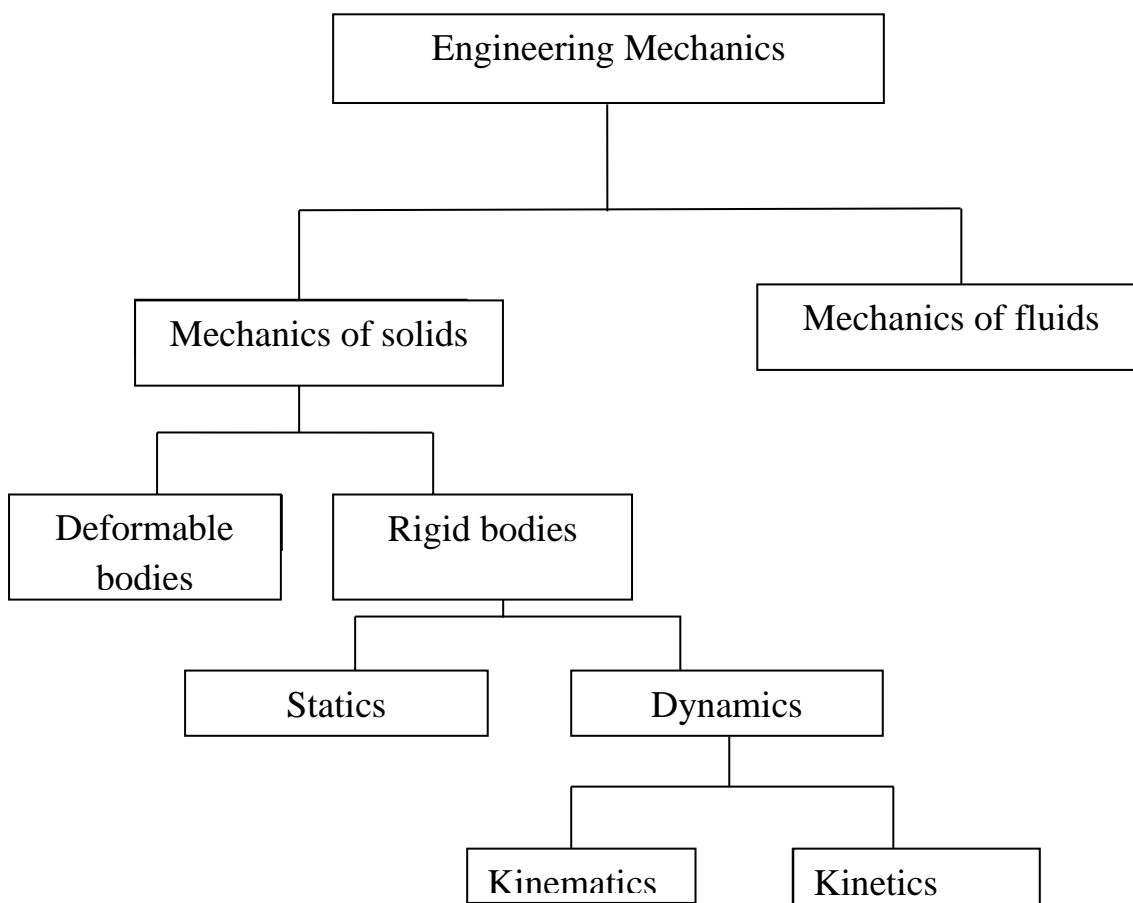 Engineering Mechanics
Mechanics of solids
Mechanics of fluids
Deformable
bodies
Rigid bodies
Statics
Dynamics
Kinematics
Kinetics